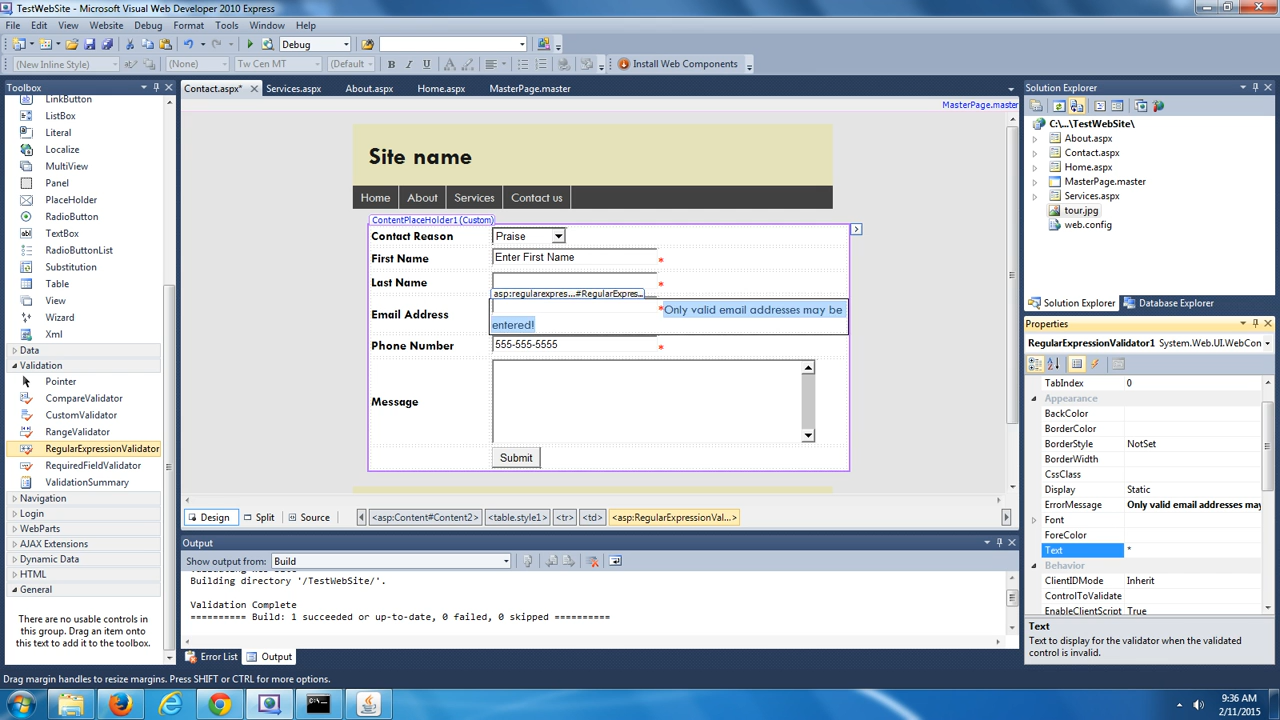 TestWebSite - Microsoft Visual Web Developer 2010 Express
File Edit View Website Debug Format Tools Window Help
Debug
(New Inline Style) (None) Tw Cen MT (Default B I U A Install Web Components
Toolbox
LinkButton
ListBox
Literal
Localize
MultiView
Panel
PlaceHolder
RadioButton
TextBox
RadioButtonList
Substitution
Table
View
Wizard
Xml
Data
Validation
Pointer
CompareValidator
CustomValidator
RangeValidator
RegularExpressionValidator
RequiredFieldValidator
ValidationSummary
Navigation
Login
WebParts
AJAX Extensions
Dynamic Data
HTML
General
There are no usable controls in
this group. Drag an item onto
this text to add it to the toolbox.
Contact.aspx* Services.aspx About.aspx Home.aspx MasterPage.master
MasterPage.master
Site name
Home About Services Contact us
ContentPlaceHolder1 (Custom)
Contact Reason Praise
First Name Enter First Name *
Last Name *
asp:regularexpres...#RegularExpres...
Email Address *Only valid email addresses may be
entered!
Phone Number 555-555-5555 *
Message
Submit
Design Split Source <asp:Content#Content2> <table.style1> <tr> <td> <asp:RegularExpressionVal...>
Output
Show output from: Build
Building directory '/TestWebSite/'.
Validation Complete
========== Build: 1 succeeded or up-to-date, 0 failed, 0 skipped ==========
Error List Output
Solution Explorer
C:\...\TestWebSite\
About.aspx
Contact.aspx
Home.aspx
MasterPage.master
Services.aspx
tour.jpg
web.config
Solution Explorer Database Explorer
Properties
RegularExpressionValidator1 System.Web.UI.WebCon
TabIndex 0
Appearance
BackColor
BorderColor
BorderStyle NotSet
BorderWidth
CssClass
Display Static
ErrorMessage Only valid email addresses may
Font
ForeColor
Text *
Behavior
ClientIDMode Inherit
ControlToValidate
EnableClientScript True
Text
Text to display for the validator when the validated
control is invalid.
Drag margin handles to resize margins. Press SHIFT or CTRL for more options.
9:36 AM
2/11/2015